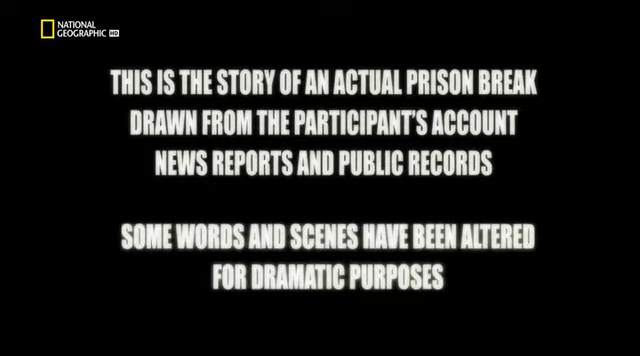 NATIONAL
GEOGRAPHIC HD
THIS IS THE STORY OF AN ACTUAL PRISON BREAK
DRAWN FROM THE PARTICIPANT'S ACCOUNT
NEWS REPORTS AND PUBLIC RECORDS
SOME WORDS AND SCENES HAVE BEEN ALTERED
FOR DRAMATIC PURPOSES